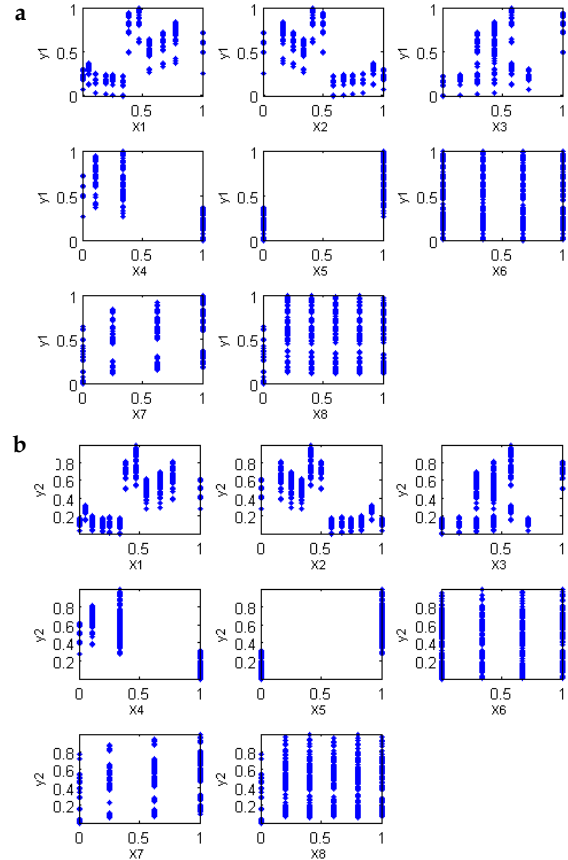 a
1 1 1
0.5 0.5 0.5
y1 y1 y1
0 0 0
0.5 1 0.5 1 0.5 1
X1 X2 X3
1 1 1
0.5 0.5 0.5
y1 y1 y1
0 0 0
0 0.5 1 0 0.5 1 0 0.5 1
X4 X5 X6
1 1
0.5 0.5
y1 y1
0 0
0 0.5 1 0 0.5 1
X7 X8
b
0.8 0.8 0.8
0.6 0.6 0.6
y2 y2 y2
0.4 0.4 0.4
0.2 0.2 0.2
0 0.5 1 0 0.5 1 0 0.5 1
X1 X2 X3
0.8 0.8 0.8
0.6 0.6 0.6
y2 y2 y2
0.4 0.4 0.4
0.2 0.2 0.2
0 0.5 1 0 0.5 1 0 0.5 1
X4 X5 X6
0.8 0.8
0.6 0.6
y2 y2
0.4 0.4
0.2 0.2
0 0.5 1 0 0.5 1
X7 X8